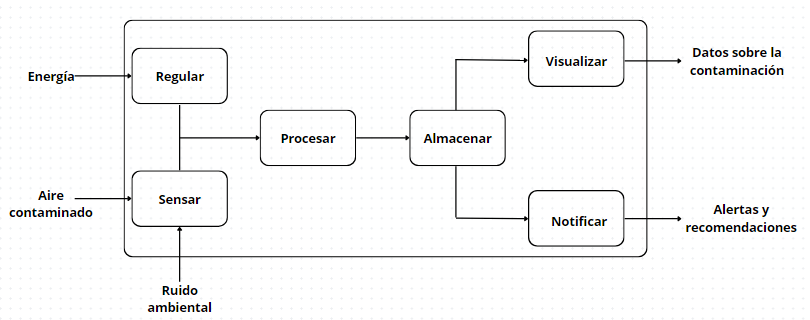 Energía
Regular
Visualizar
Datos sobre la
contaminación
Procesar
Almacenar
Aire
contaminado
Sensar
Notificar
Alertas y
recomendaciones
Ruido
ambiental